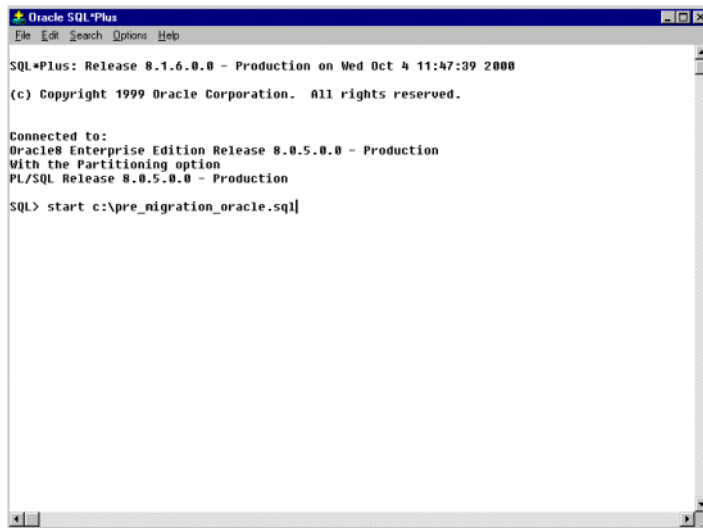 Oracle SQL*Plus
File Edit Search Options Help
SQL*Plus: Release 8.1.6.0.0 - Production on Wed Oct 4 11:47:39 2000
(c) Copyright 1999 Oracle Corporation.  All rights reserved.
Connected to:
Oracle8 Enterprise Edition Release 8.0.5.0.0 - Production
With the Partitioning option
PL/SQL Release 8.0.5.0.0 - Production
SQL> start c:\pre_migration_oracle.sql